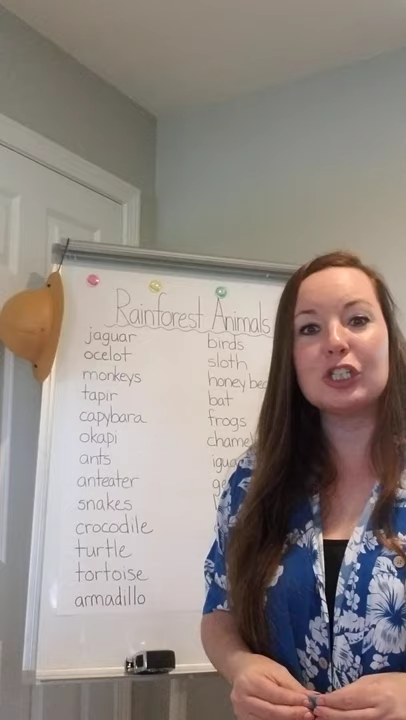 Rainforest Animals
jaguar
ocelot
monkeys
tapir
capybara
okapi
ants
anteater
snakes
crocodile
turtle
tortoise
armadillo
birds
sloth
honey
bat
frogs